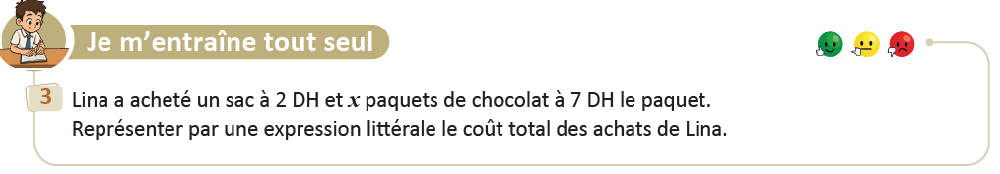 Je m’entraîne tout seul
3 Lina a acheté un sac à 2 DH et x paquets de chocolat à 7 DH le paquet.
Représenter par une expression littérale le coût total des achats de Lina.